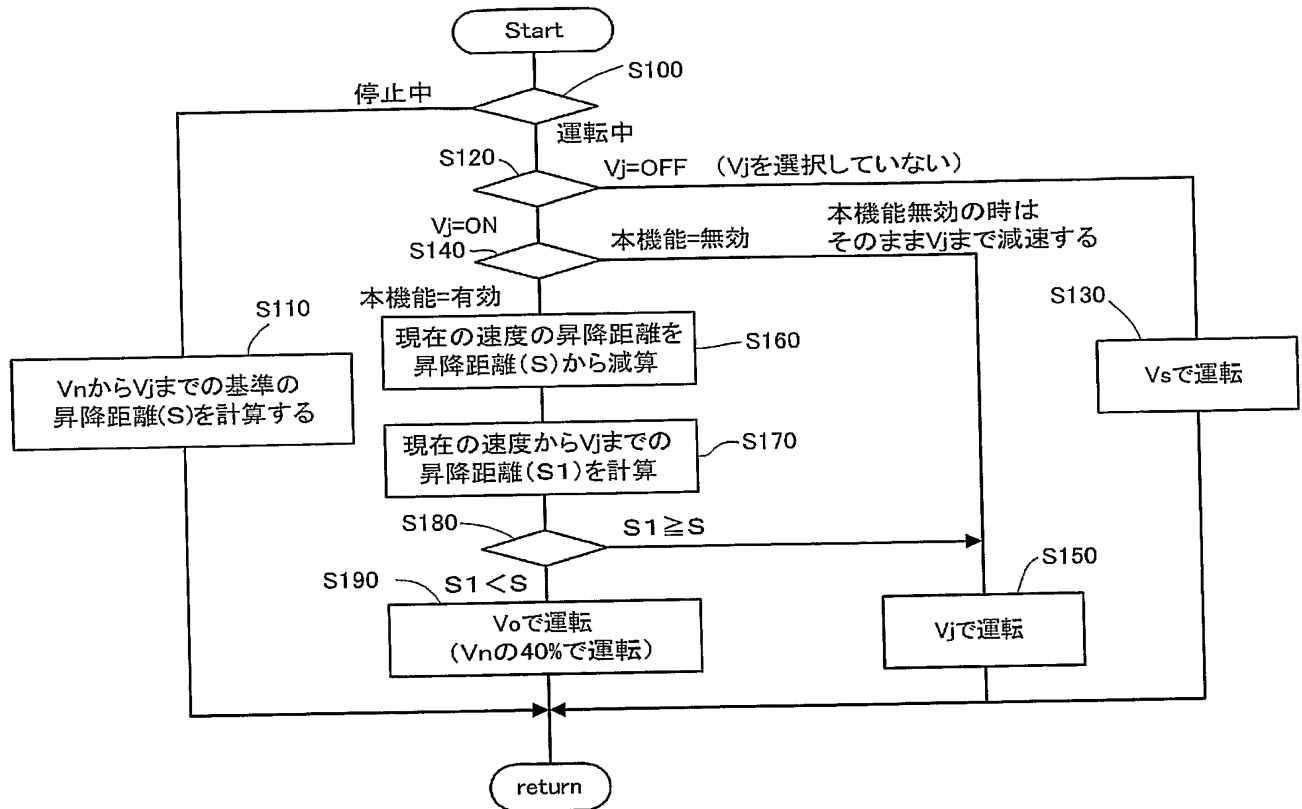 Start
S100
停止中
運転中
S120
Vj=OFF （Vjを選択していない）
Vj=ON
S140
本機能=無効
本機能無効の時は
そのままVjまで減速する
本機能=有効
S110
VnからVjまでの基準の
昇降距離(S)を計算する
現在の速度の昇降距離を
昇降距離(S)から減算
S160
S130
Vsで運転
現在の速度からVjまでの
昇降距離(S1)を計算
S170
S180
S1≧S
S1＜S
S190
Voで運転
(Vnの40%で運転)
S150
Vjで運転
return